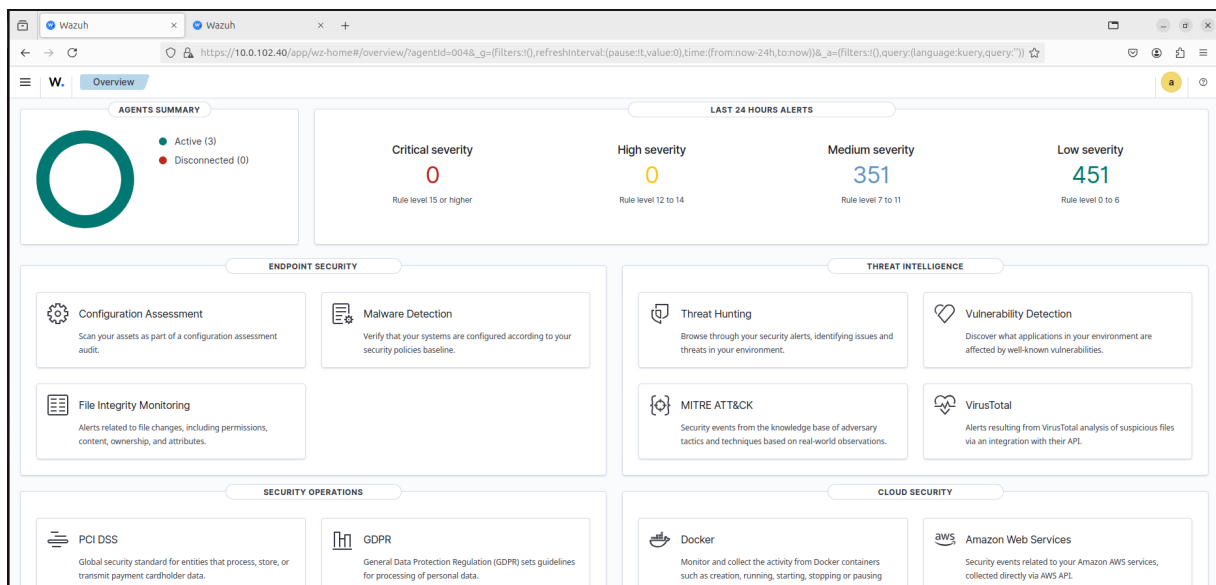 Wazuh
Wazuh
https://10.0.102.40/app/wz-home#/overview/?agentId=004&_g=(filters:!(),refreshInterval:(pause:!t,value:0),time:(from:now-24h,to:now))&_a=(filters:!(),query:(language:kuery,query:''))
W. Overview a
AGENTS SUMMARY
Active (3)
Disconnected (0)
LAST 24 HOURS ALERTS
Critical severity
0
Rule level 15 or higher
High severity
0
Rule level 12 to 14
Medium severity
351
Rule level 7 to 11
Low severity
451
Rule level 0 to 6
ENDPOINT SECURITY
Configuration Assessment
Scan your assets as part of a configuration assessment
audit.
Malware Detection
Verify that your systems are configured according to your
security policies baseline.
File Integrity Monitoring
Alerts related to file changes, including permissions,
content, ownership, and attributes.
THREAT INTELLIGENCE
Threat Hunting
Browse through your security alerts, identifying issues and
threats in your environment.
Vulnerability Detection
Discover what applications in your environment are
affected by well-known vulnerabilities.
MITRE ATT&CK
Security events from the knowledge base of adversary
tactics and techniques based on real-world observations.
VirusTotal
Alerts resulting from VirusTotal analysis of suspicious files
via an integration with their API.
SECURITY OPERATIONS
PCI DSS
Global security standard for entities that process, store, or
transmit payment cardholder data.
GDPR
General Data Protection Regulation (GDPR) sets guidelines
for processing of personal data.
CLOUD SECURITY
Docker
Monitor and collect the activity from Docker containers
such as creation, running, starting, stopping or pausing
aws
Amazon Web Services
Security events related to your Amazon AWS services,
collected directly via AWS API.